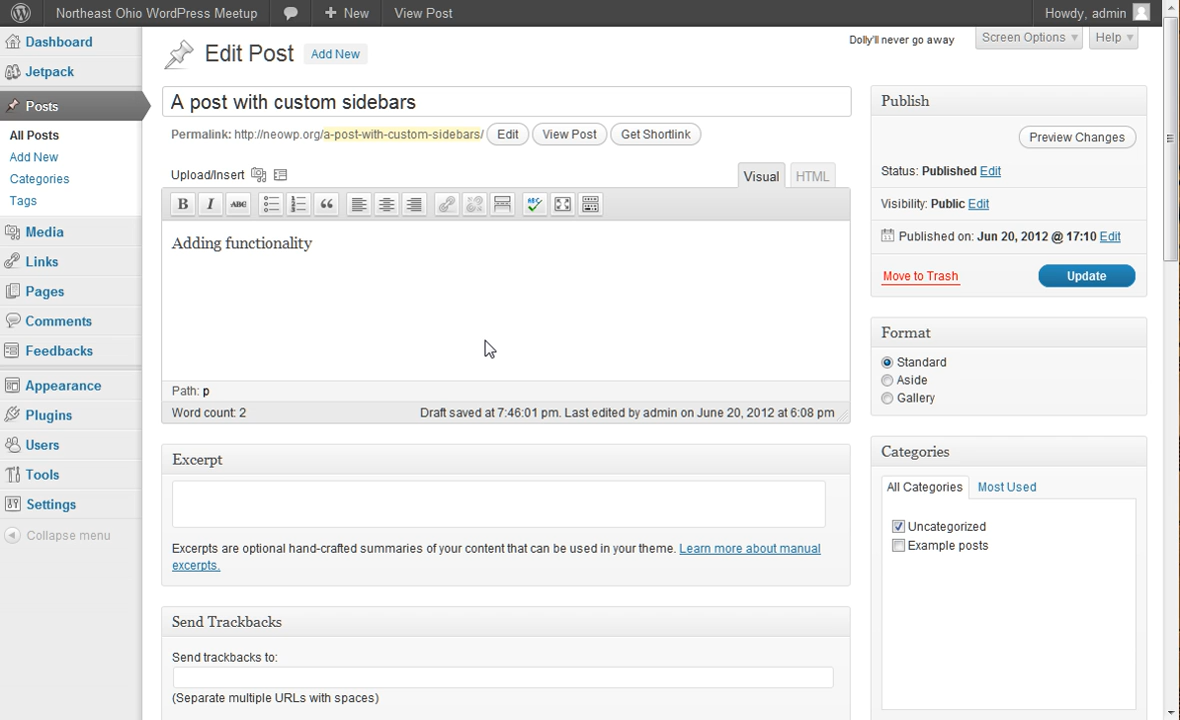 Northeast Ohio WordPress Meetup
New
View Post
Howdy, admin
Dashboard
Jetpack
Posts
All Posts
Add New
Categories
Tags
Media
Links
Pages
Comments
Feedbacks
Appearance
Plugins
Users
Tools
Settings
Collapse menu
Dolly'll never go away
Screen Options
Help
Edit Post
Add New
A post with custom sidebars
Permalink: http://neowp.org/a-post-with-custom-sidebars/ Edit View Post Get Shortlink
Upload/Insert
Visual
HTML
B I ABC
ABC
Adding functionality
Path: p
Word count: 2
Draft saved at 7:46:01 pm. Last edited by admin on June 20, 2012 at 6:08 pm
Excerpt
Excerpts are optional hand-crafted summaries of your content that can be used in your theme. Learn more about manual
excerpts.
Send Trackbacks
Send trackbacks to:
(Separate multiple URLs with spaces)
Publish
Preview Changes
Status: Published Edit
Visibility: Public Edit
Published on: Jun 20, 2012 @ 17:10 Edit
Move to Trash
Update
Format
Standard
Aside
Gallery
Categories
All Categories
Most Used
Uncategorized
Example posts